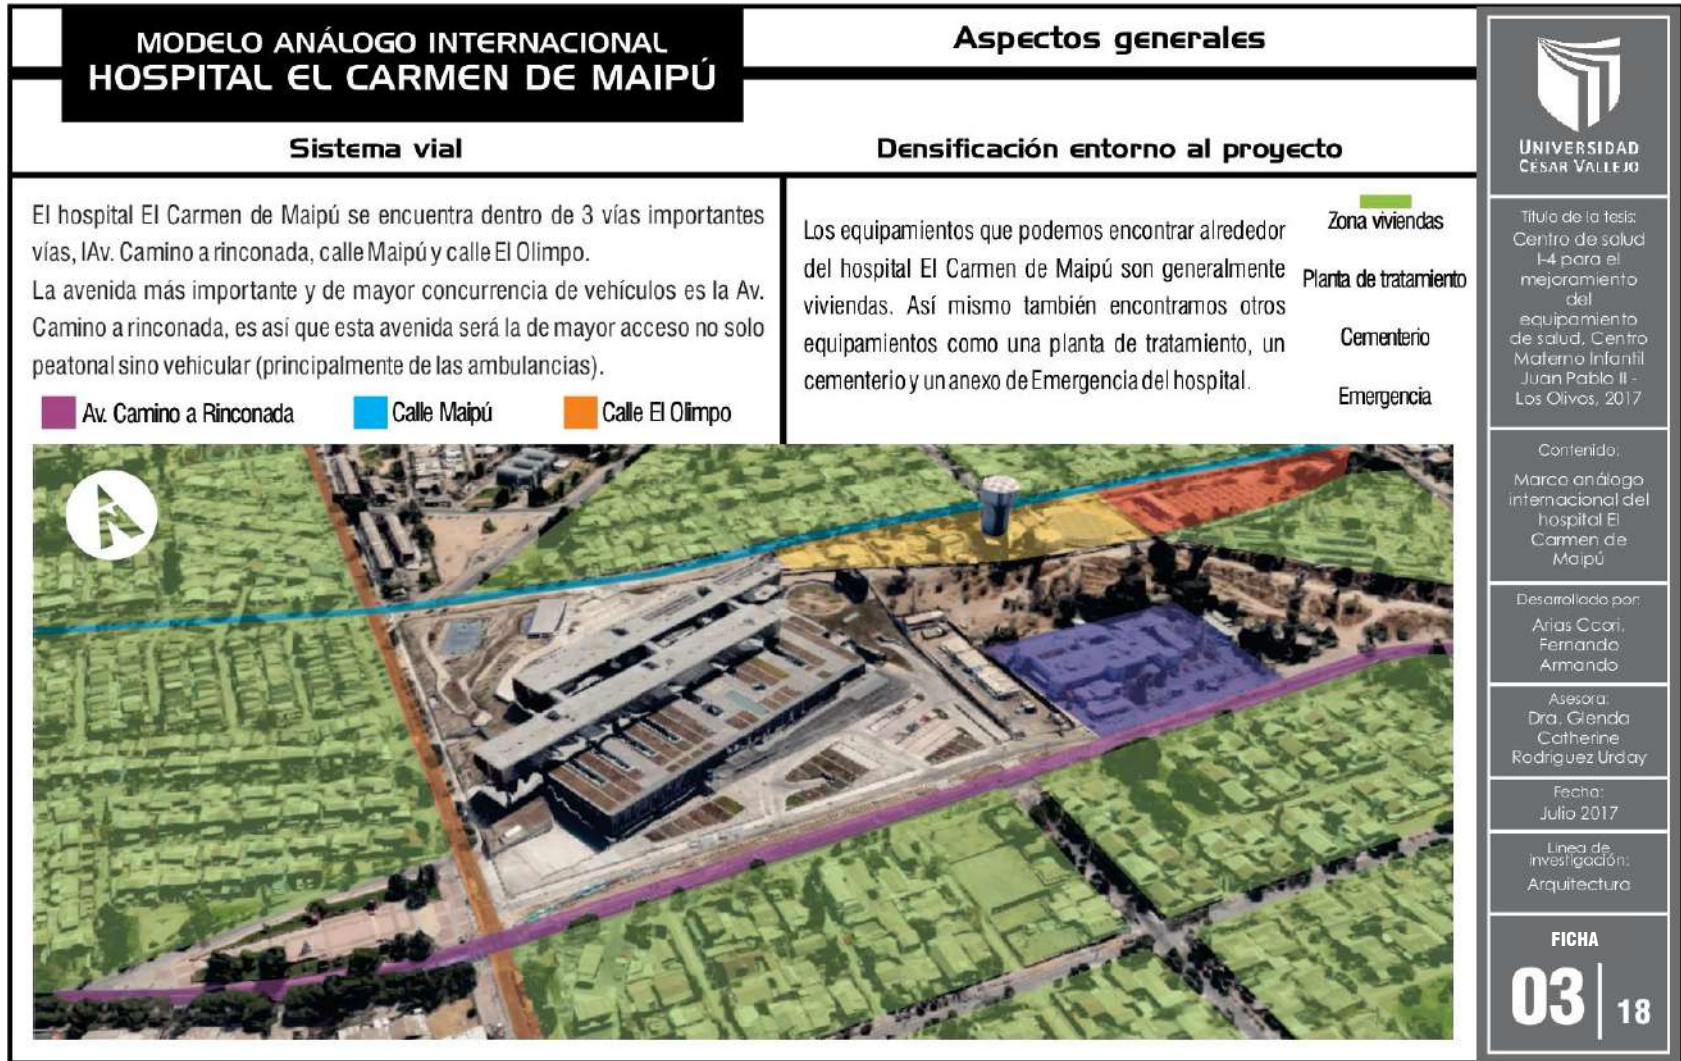 MODELO ANÁLOGO INTERNACIONAL
HOSPITAL EL CARMEN DE MAIPÚ
Aspectos generales
Sistema vial
El hospital El Carmen de Maipú se encuentra dentro de 3 vías importantes
vías, lAv. Camino a rinconada, calle Maipú y calle El Olimpo.
La avenida más importante y de mayor concurrencia de vehículos es la Av.
Camino a rinconada, es así que esta avenida será la de mayor acceso no solo
peatonal sino vehicular (principalmente de las ambulancias).
Av. Camino a Rinconada
Calle Maipú
Calle El Olimpo
Densificación entorno al proyecto
Los equipamientos que podemos encontrar alrededor
del hospital El Carmen de Maipú son generalmente
viviendas. Así mismo también encontramos otros
equipamientos como una planta de tratamiento, un
cementerio y un anexo de Emergencia del hospital.
Zona viviendas
Planta de tratamiento
Cementerio
Emergencia
UNIVERSIDAD
CÉSAR VALLEJO
Título de la tesis:
Centro de salud
I-4 para el
mejoramiento
del
equipamiento
de salud, Centro
Materno Infantil
Juan Pablo II -
Los Olivos, 2017
Contenido:
Marco análogo
internacional del
hospital El
Carmen de
Maipú
Desarrollado por:
Arias Ccori,
Fernando
Armando
Asesora:
Dra. Glenda
Catherine
Rodriguez Urday
Fecha:
Julio 2017
Linea de
investigación:
Arquitectura
FICHA
03 | 18